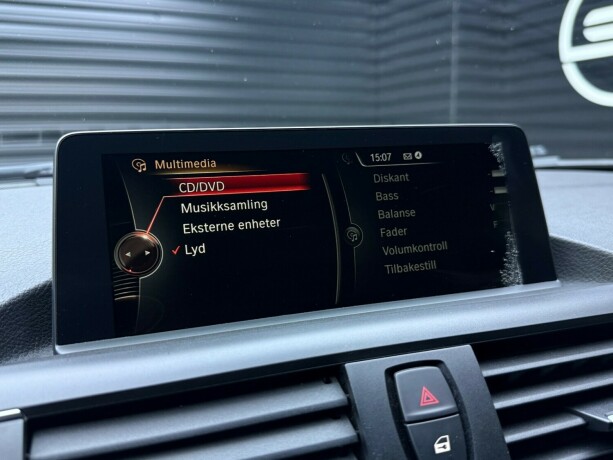 Multimedia
CD/DVD
Musikksamling
Eksterne enheter
Lyd
15:07
Diskant
Bass
Balanse
Fader
Volumkontroll
Tilbakestill